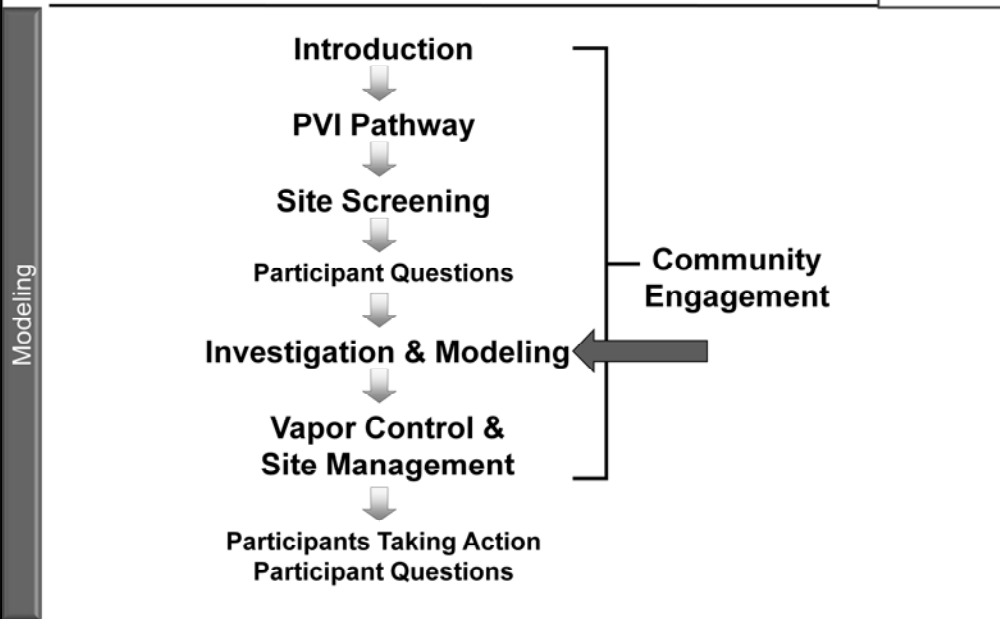 Modeling
Introduction
PVI Pathway
Site Screening
Participant Questions
Investigation & Modeling
Vapor Control &
Site Management
Participants Taking Action
Participant Questions
Community
Engagement